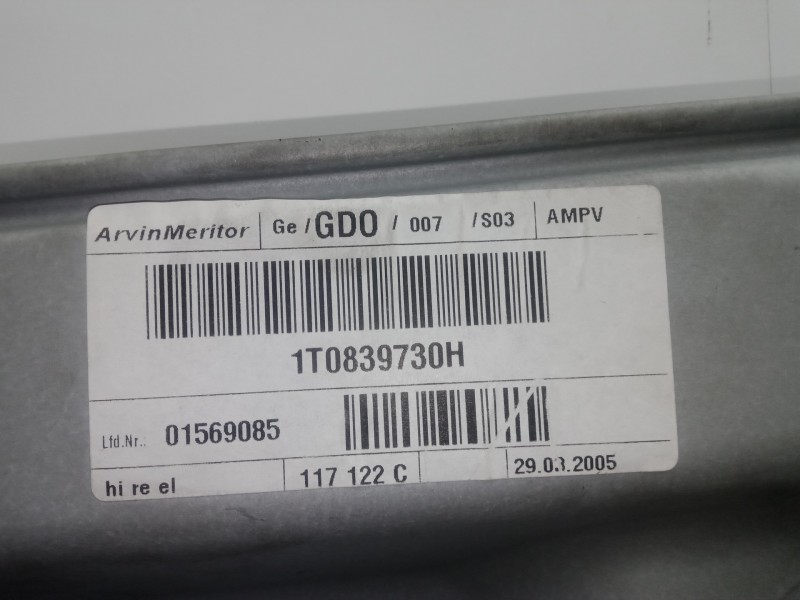 ArvinMeritor Ge / GDO / 007 / S03 AMPV
1T0839730H
Lfd.Nr.: 01569085
hi re el 117 122 C 29.03.2005